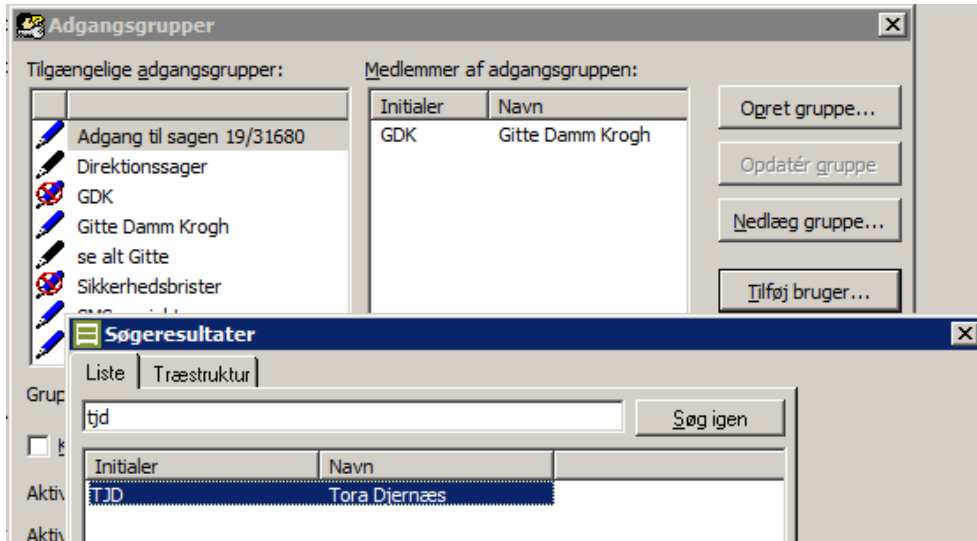 Adgangsgrupper
Tilgængelige adgangsgrupper:
Medlemmer af adgangsgruppen:
Initialer Navn
GDK Gitte Damm Krogh
Adgang til sagen 19/31680
Direktionssager
GDK
Gitte Damm Krogh
se alt Gitte
Sikkerhedsbrister
Opret gruppe...
Opdatér gruppe
Nedlæg gruppe...
Tilføj bruger...
Søgeresultater
Liste Træstruktur
tjd
Søg igen
Initialer Navn
TJD Tora Djernæs